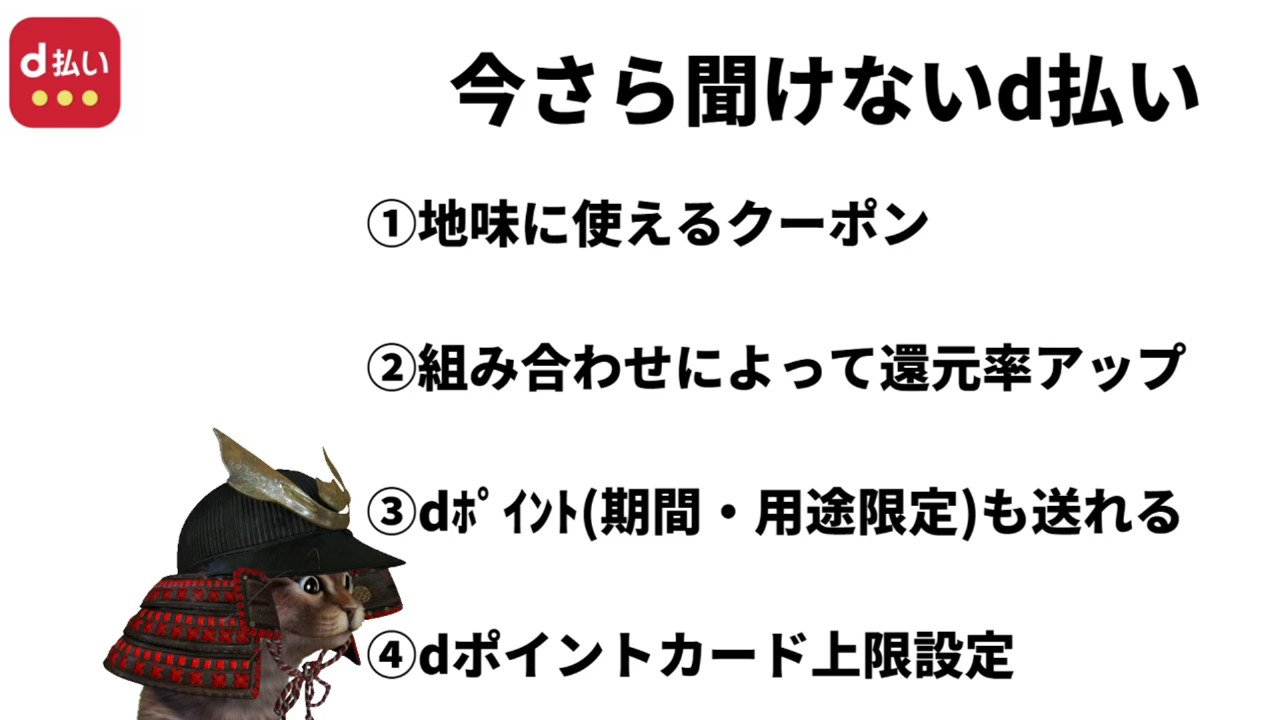 d払い
今さら聞けないd払い
①地味に使えるクーポン
②組み合わせによって還元率アップ
③dﾎﾟｲﾝﾄ(期間・用途限定)も送れる
④dポイントカード上限設定